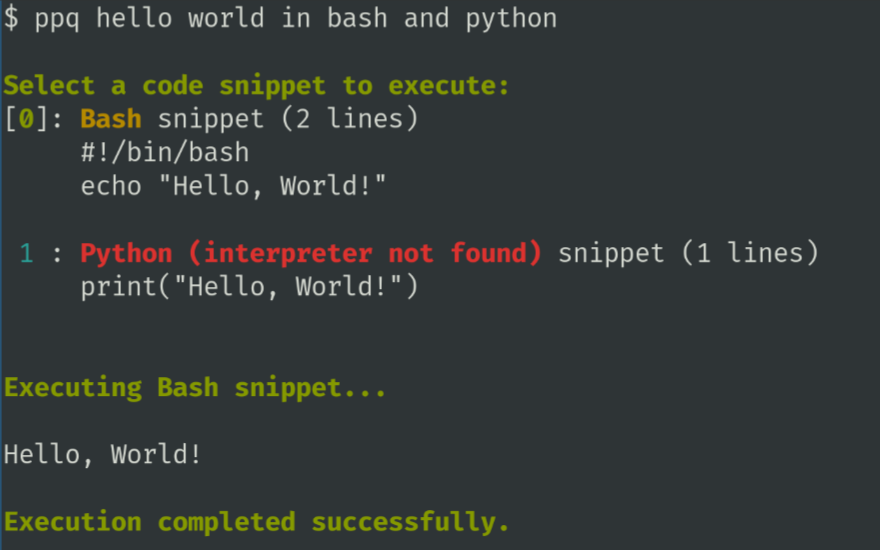 $ ppq hello world in bash and python
Select a code snippet to execute:
[0]: Bash snippet (2 lines)
#!/bin/bash
echo "Hello, World!"
1 : Python (interpreter not found) snippet (1 lines)
print("Hello, World!")
Executing Bash snippet...
Hello, World!
Execution completed successfully.